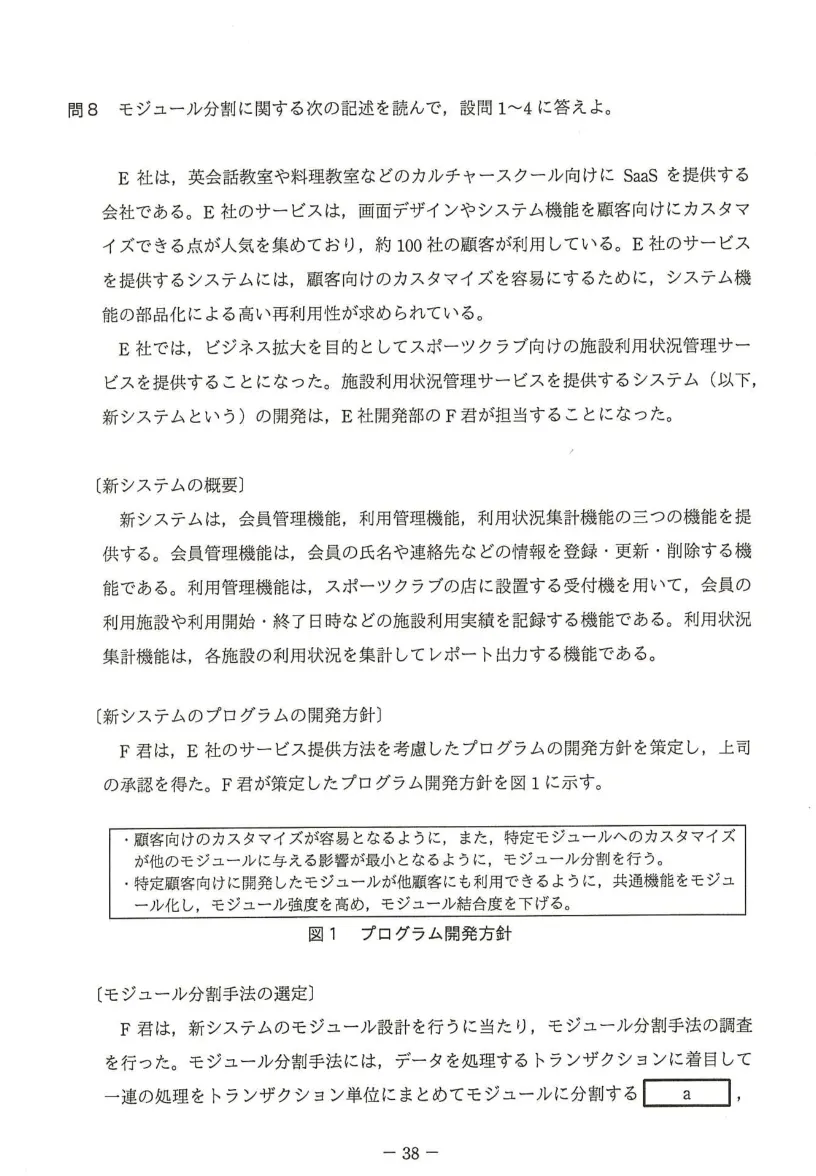 問8　モジュール分割に関する次の記述を読んで，設問1～4に答えよ。
E 社は，英会話教室や料理教室などのカルチャースクール向けに SaaS を提供する
会社である。E 社のサービスは，画面デザインやシステム機能を顧客向けにカスタマ
イズできる点が人気を集めており，約 100 社の顧客が利用している。E 社のサービス
を提供するシステムには，顧客向けのカスタマイズを容易にするために，システム機
能の部品化による高い再利用性が求められている。
E 社では，ビジネス拡大を目的としてスポーツクラブ向けの施設利用状況管理サー
ビスを提供することになった。施設利用状況管理サービスを提供するシステム（以下，
新システムという）の開発は，E 社開発部の F 君が担当することになった。
〔新システムの概要〕
新システムは，会員管理機能，利用管理機能，利用状況集計機能の三つの機能を提
供する。会員管理機能は，会員の氏名や連絡先などの情報を登録・更新・削除する機
能である。利用管理機能は，スポーツクラブの店に設置する受付機を用いて，会員の
利用施設や利用開始・終了日時などの施設利用実績を記録する機能である。利用状況
集計機能は，各施設の利用状況を集計してレポート出力する機能である。
〔新システムのプログラムの開発方針〕
F 君は，E 社のサービス提供方法を考慮したプログラムの開発方針を策定し，上司
の承認を得た。F 君が策定したプログラム開発方針を図 1 に示す。
・顧客向けのカスタマイズが容易となるように，また，特定モジュールへのカスタマイズ
が他のモジュールに与える影響が最小となるように，モジュール分割を行う。
・特定顧客向けに開発したモジュールが他顧客にも利用できるように，共通機能をモジュ
ール化し，モジュール強度を高め，モジュール結合度を下げる。
図1　プログラム開発方針
〔モジュール分割手法の選定〕
F 君は，新システムのモジュール設計を行うに当たり，モジュール分割手法の調査
を行った。モジュール分割手法には，データを処理するトランザクションに着目して
一連の処理をトランザクション単位にまとめてモジュールに分割する a ，
－ 38 －